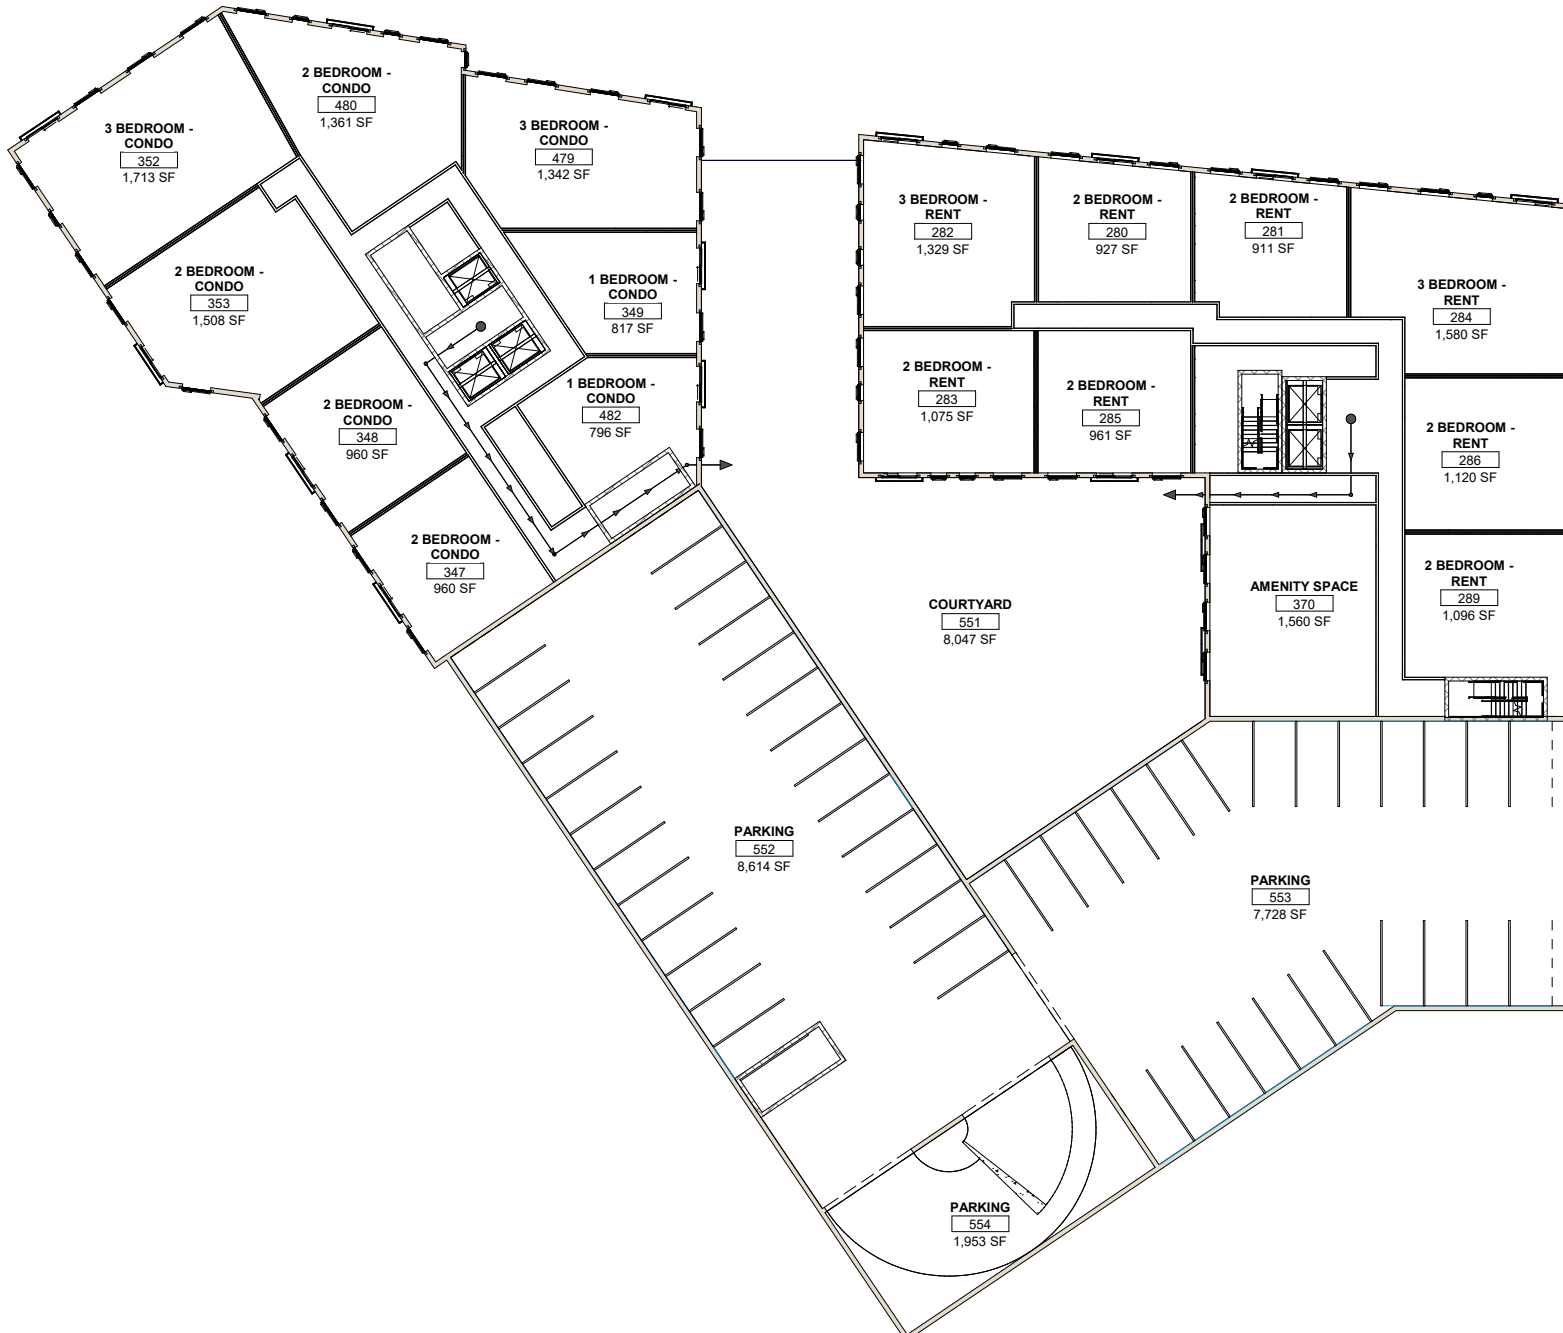 2 BEDROOM -
CONDO
480
1,361 SF
3 BEDROOM -
CONDO
352
1,713 SF
3 BEDROOM -
CONDO
479
1,342 SF
2 BEDROOM -
CONDO
353
1,508 SF
1 BEDROOM -
CONDO
349
817 SF
1 BEDROOM -
CONDO
482
796 SF
2 BEDROOM -
CONDO
348
960 SF
2 BEDROOM -
CONDO
347
960 SF
3 BEDROOM -
RENT
282
1,329 SF
2 BEDROOM -
RENT
280
927 SF
2 BEDROOM -
RENT
281
911 SF
3 BEDROOM -
RENT
284
1,580 SF
2 BEDROOM -
RENT
283
1,075 SF
2 BEDROOM -
RENT
285
961 SF
2 BEDROOM -
RENT
286
1,120 SF
2 BEDROOM -
RENT
289
1,096 SF
AMENITY SPACE
370
1,560 SF
COURTYARD
551
8,047 SF
PARKING
552
8,614 SF
PARKING
553
7,728 SF
PARKING
554
1,953 SF